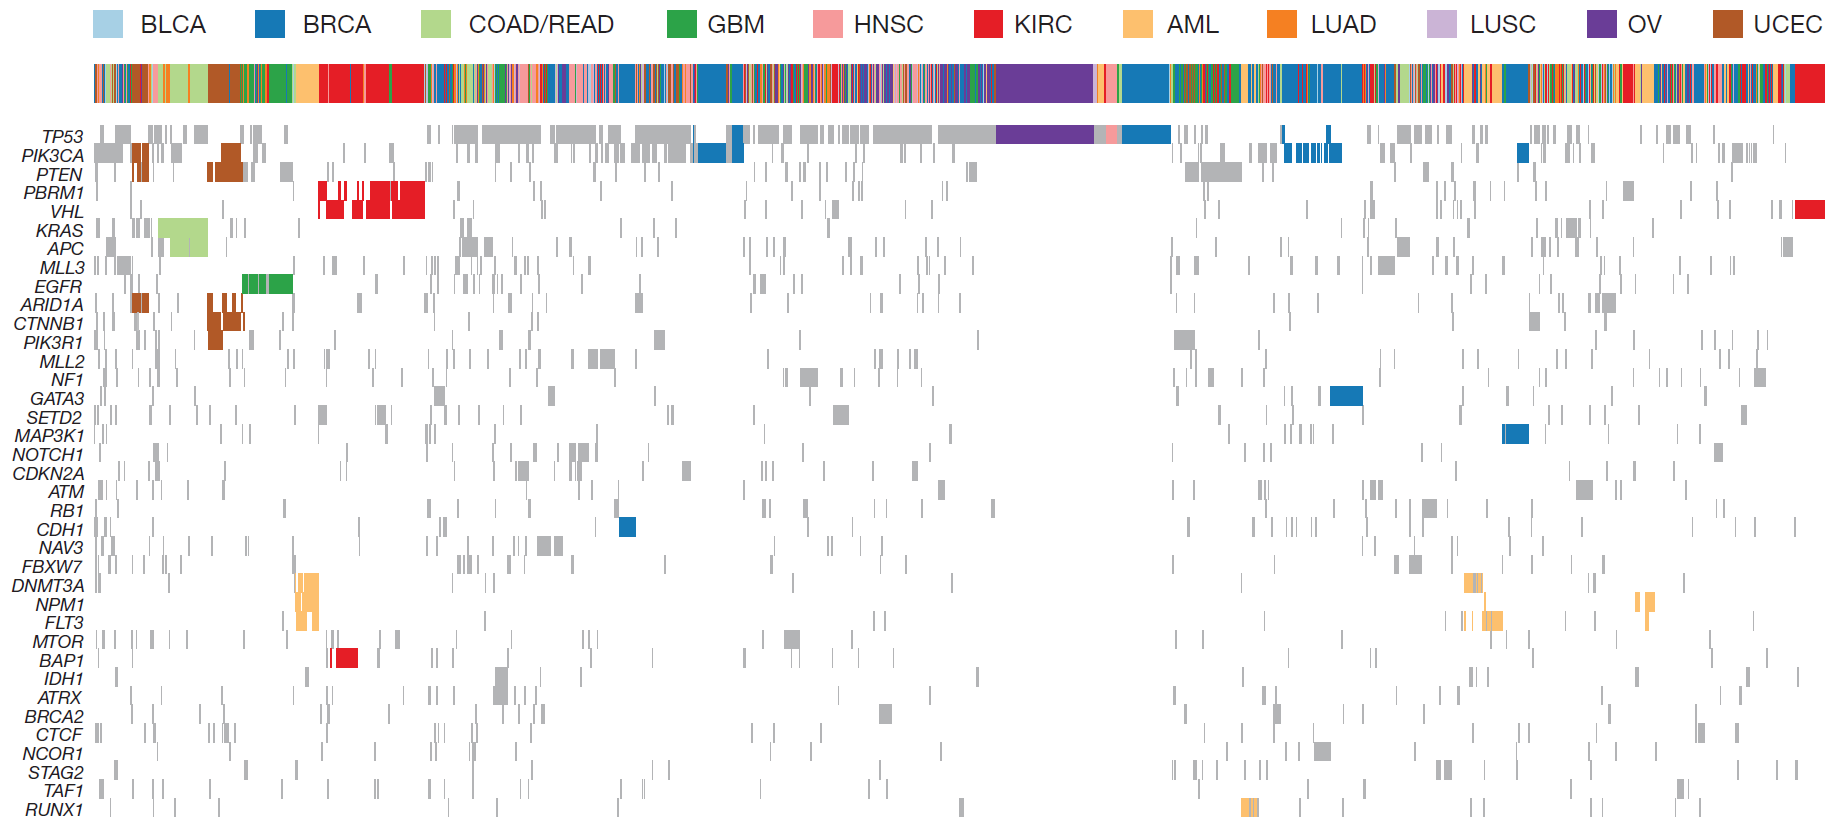 BLCA BRCA COAD/READ GBM HNSC KIRC AML LUAD LUSC OV UCEC
TP53
PIK3CA
PTEN
PBRM1
VHL
KRAS
APC
MLL3
EGFR
ARID1A
CTNNB1
PIK3R1
MLL2
NF1
GATA3
SETD2
MAP3K1
NOTCH1
CDKN2A
ATM
RB1
CDH1
NAV3
FBXW7
DNMT3A
NPM1
FLT3
MTOR
BAP1
IDH1
ATRX
BRCA2
CTCF
NCOR1
STAG2
TAF1
RUNX1